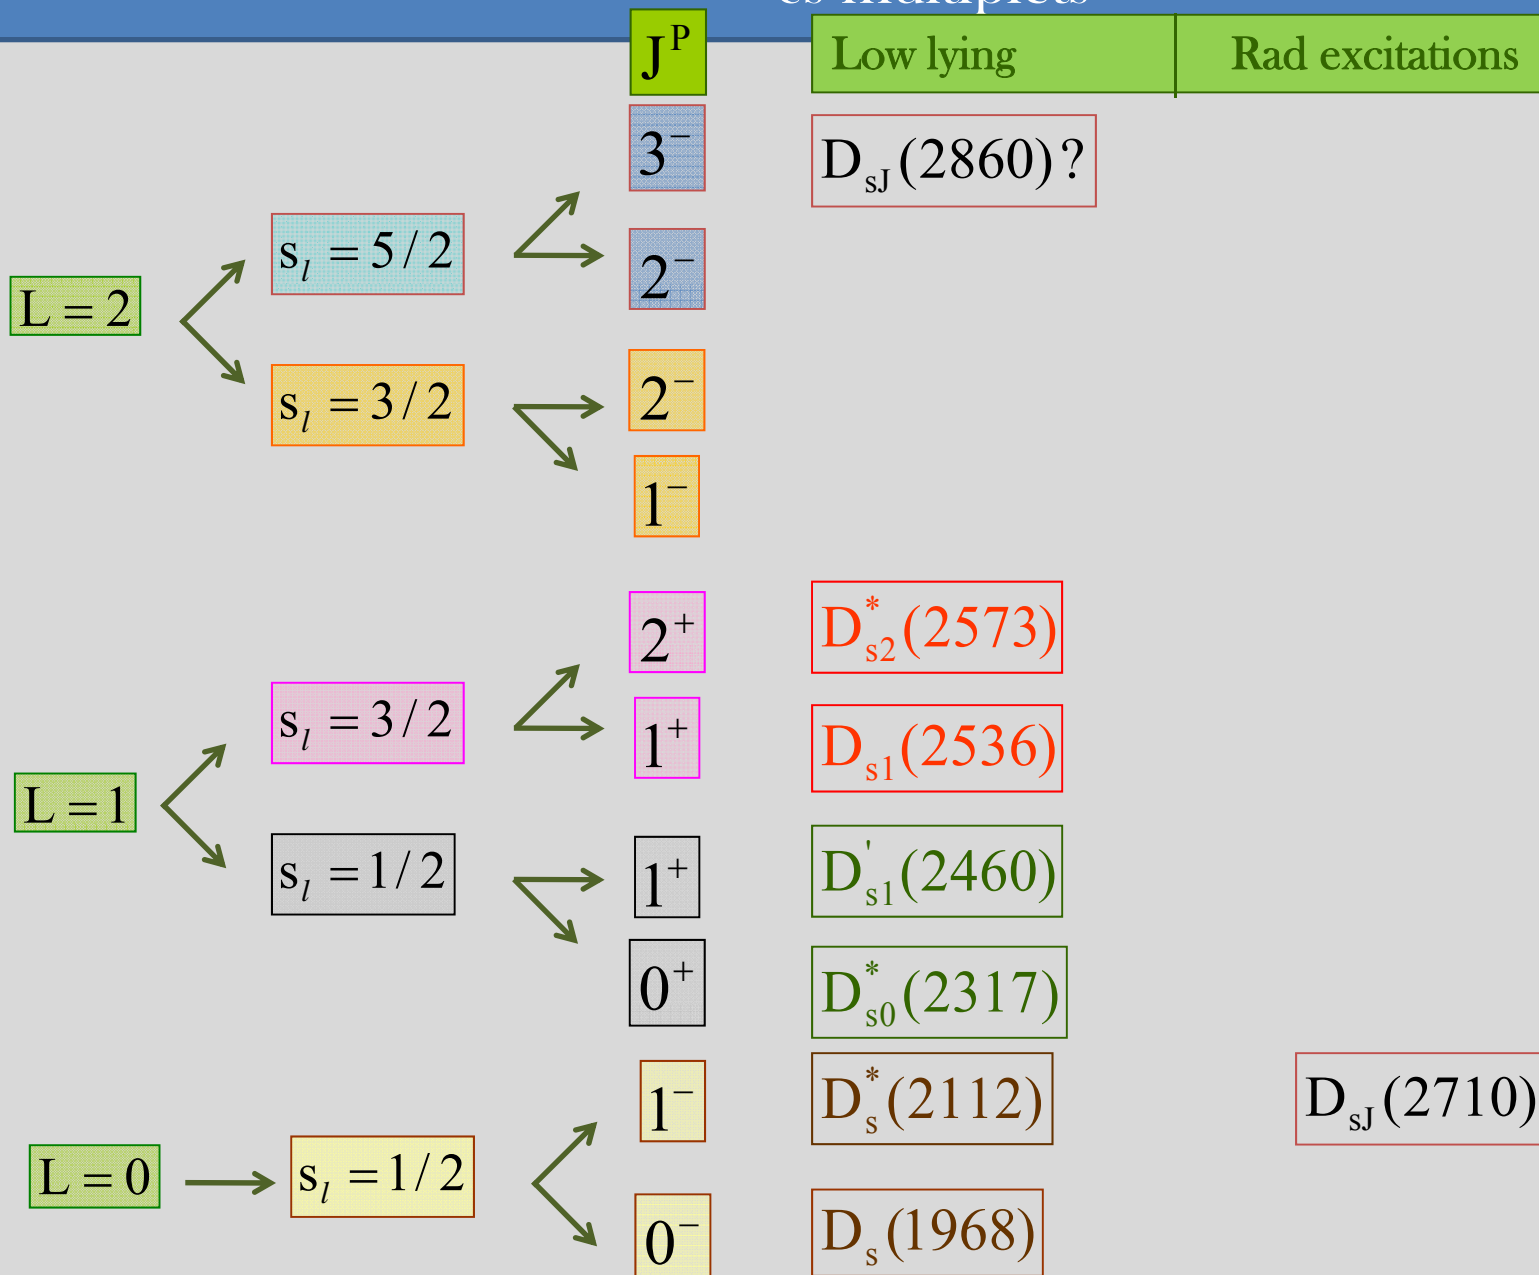 multiplets
J^P Low lying Rad excitations
3^− D_sJ(2860)?
s_l = 5/2
2^−
L = 2
s_l = 3/2 2^−
1^−
2^+ D^*_s2(2573)
s_l = 3/2 1^+ D_s1(2536)
L = 1
s_l = 1/2 1^+ D^'_s1(2460)
0^+ D^*_s0(2317)
1^− D^*_s(2112) D_sJ(2710)
L = 0 s_l = 1/2
0^− D_s(1968)